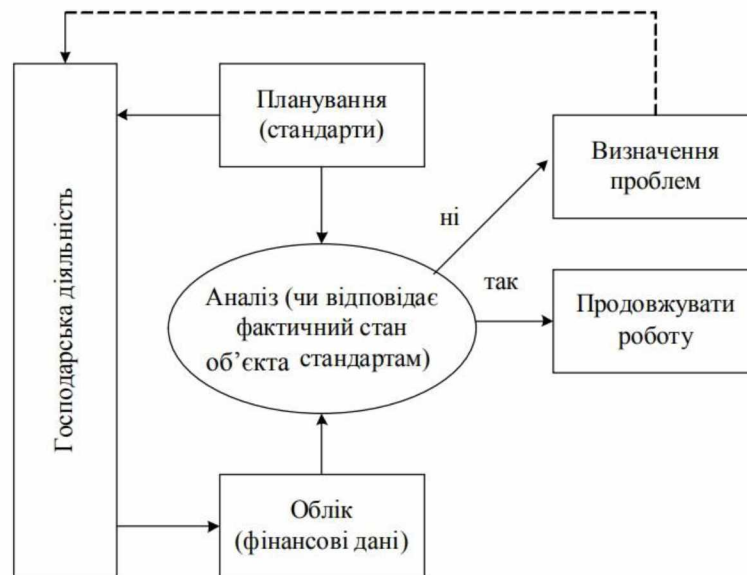 Планування
(стандарти)
Визначення
проблем
ні
Господарська діяльність
Аналіз (чи відповідає
фактичний стан
об’єкта стандартам)
так
Продовжувати
роботу
Облік
(фінансові дані)